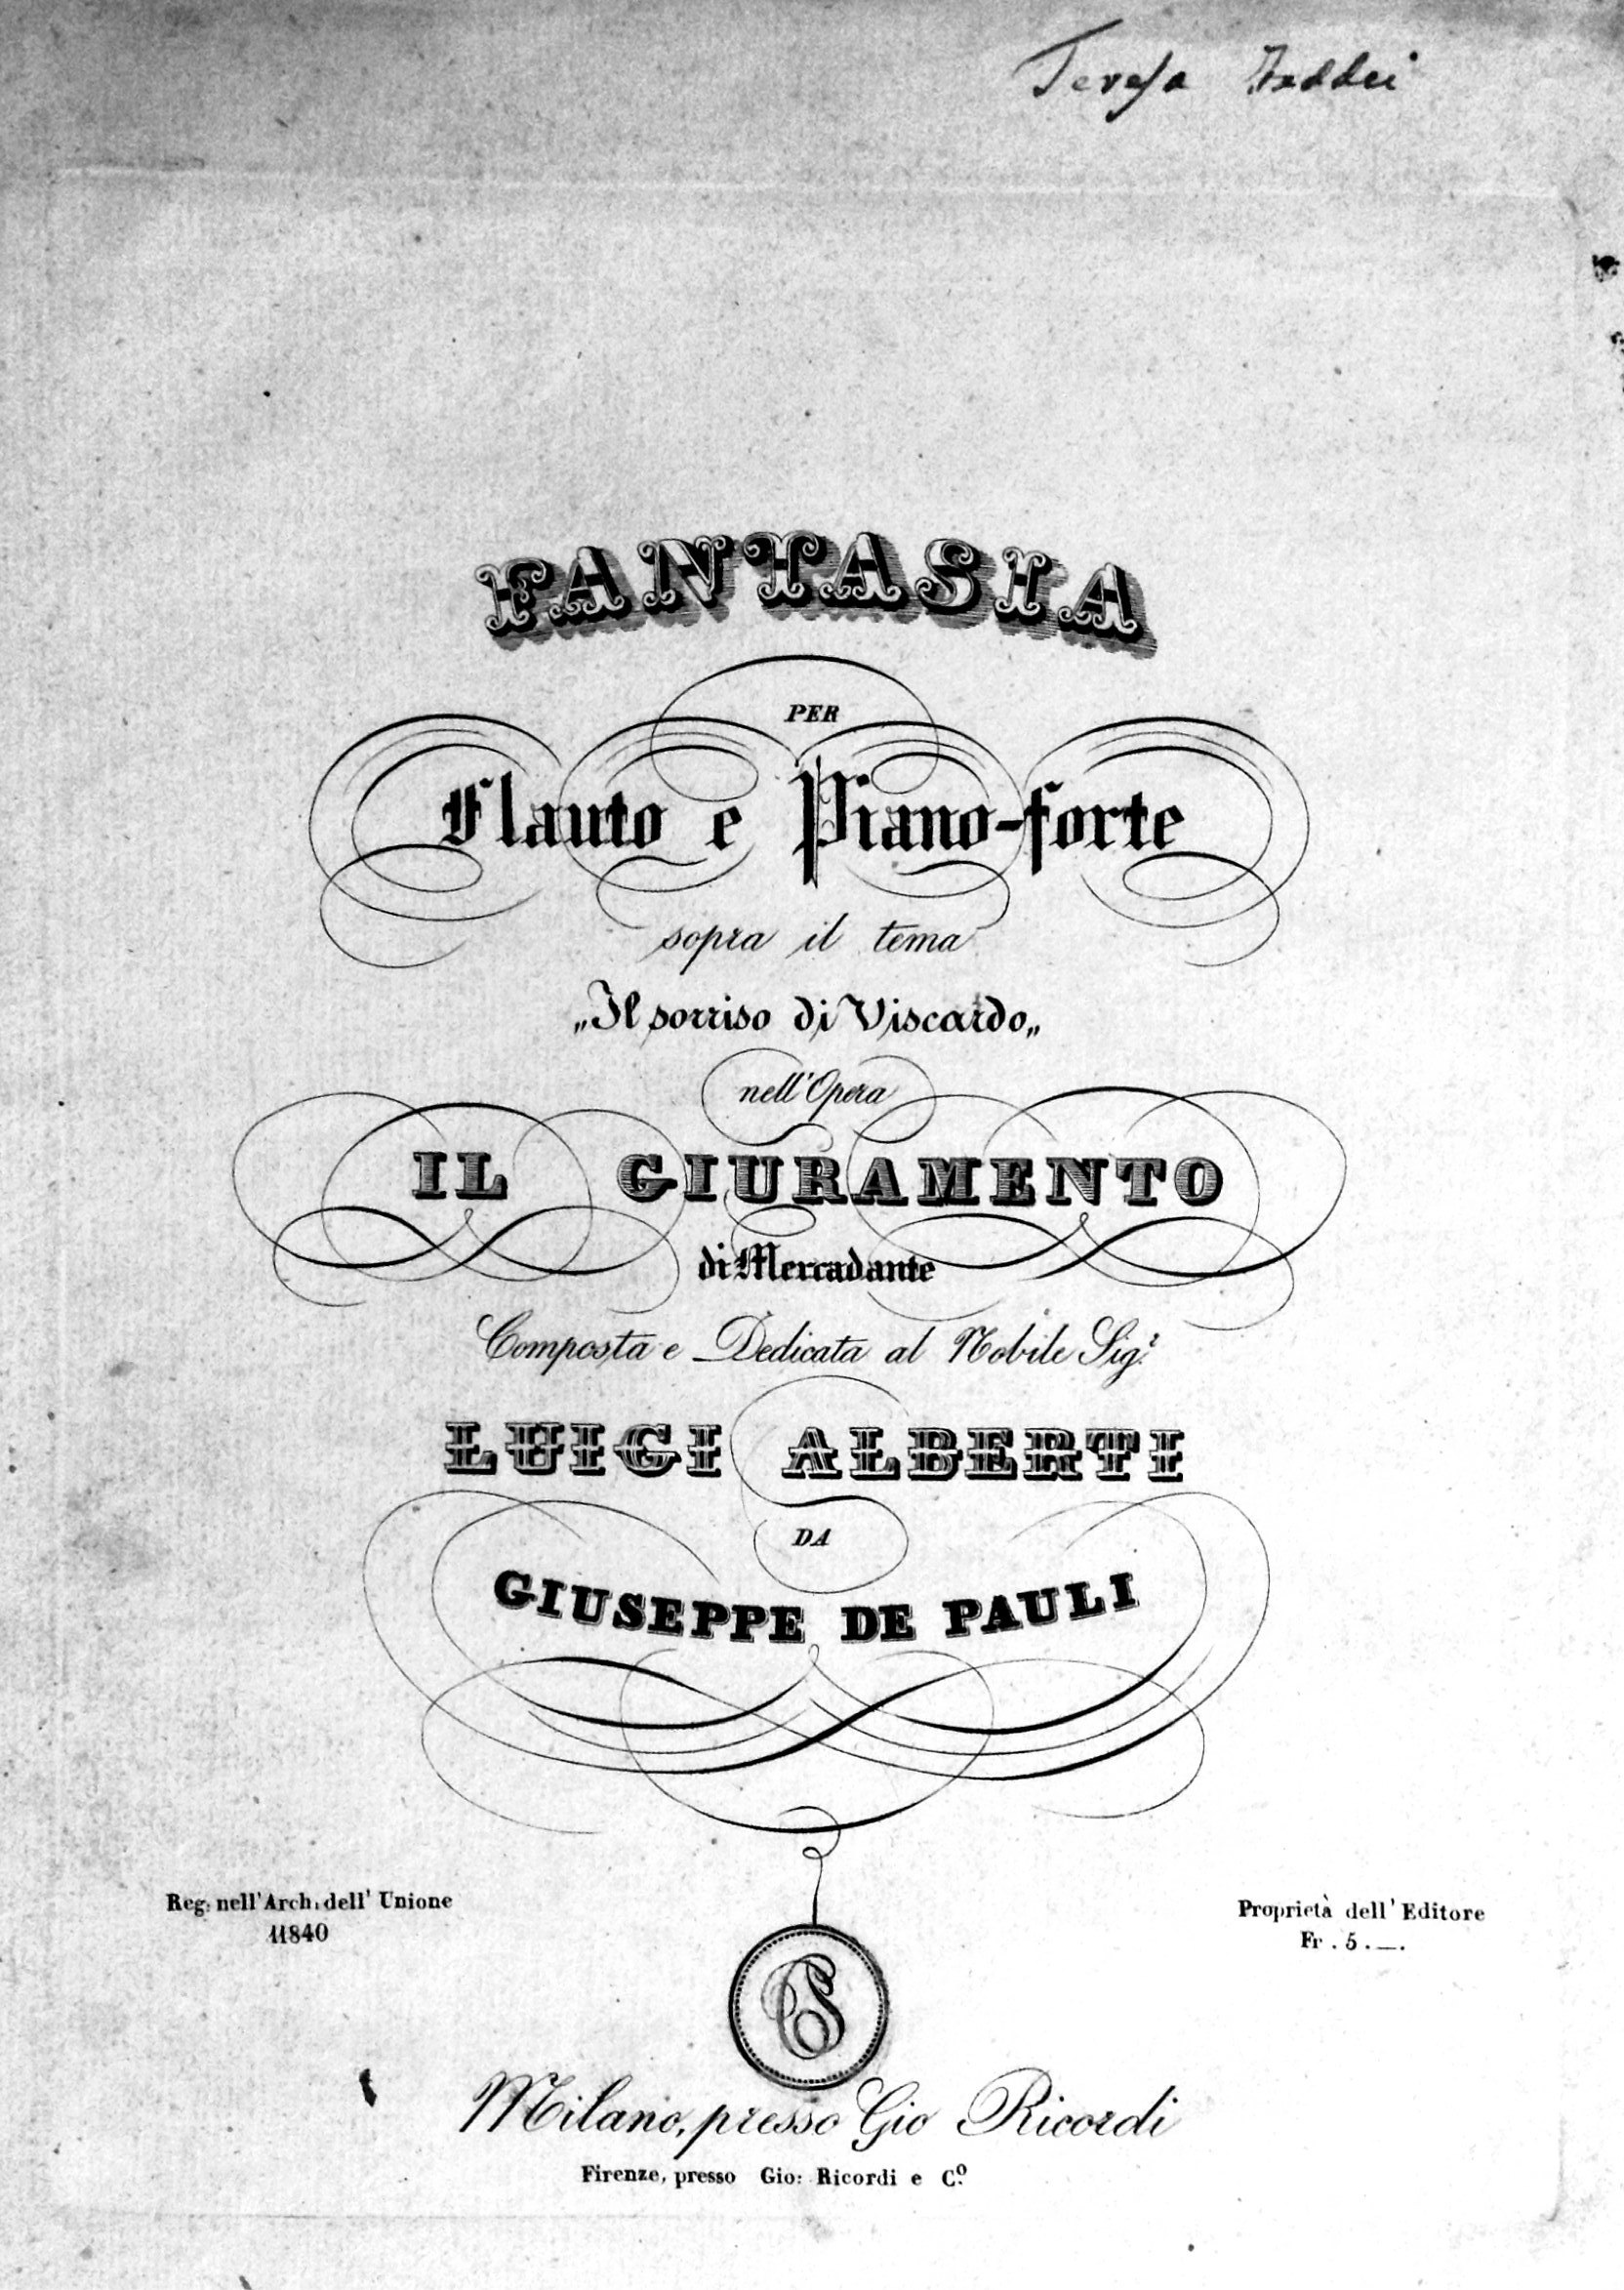 Teresa Taddei
FANTASIA
PER
Flauto e Piano-forte
sopra il tema
„Il sorriso di Viscardo„
nell'Opera
IL GIURAMENTO
di Mercadante
Composta e Dedicata al Nobile Sig.r
LUIGI ALBERTI
DA
GIUSEPPE DE PAULI
Reg: nell'Arch: dell' Unione
11840
Proprietà dell'Editore
Fr. 5. —.
Milano, presso Gio Ricordi
Firenze, presso Gio: Ricordi e C.o